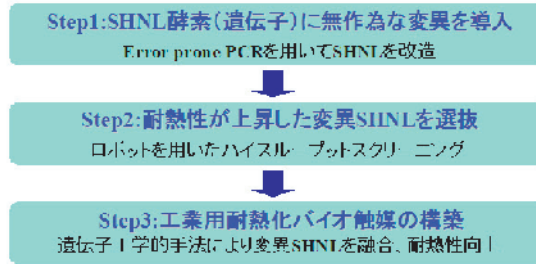 Step1:SHNL酵素(遺伝子)に無作為な変異を導入
Error prone PCRを用いてSHNLを改造
Step2:耐熱性が上昇した変異SHNLを選抜
ロボットを用いたハイスループットスクリーニング
Step3:工業用耐熱化バイオ触媒の構築
遺伝子工学的手法により変異SHNLを融合、耐熱性向上